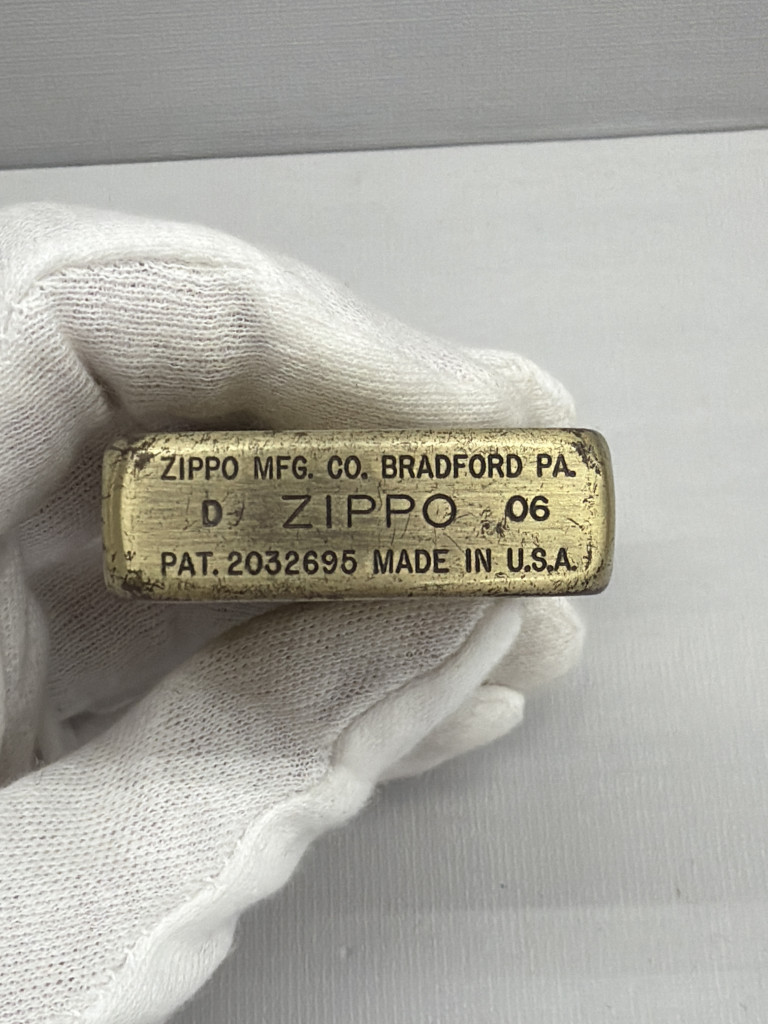 ZIPPO MFG. CO. BRADFORD PA.
D ZIPPO 06
PAT. 2032695 MADE IN U.S.A.